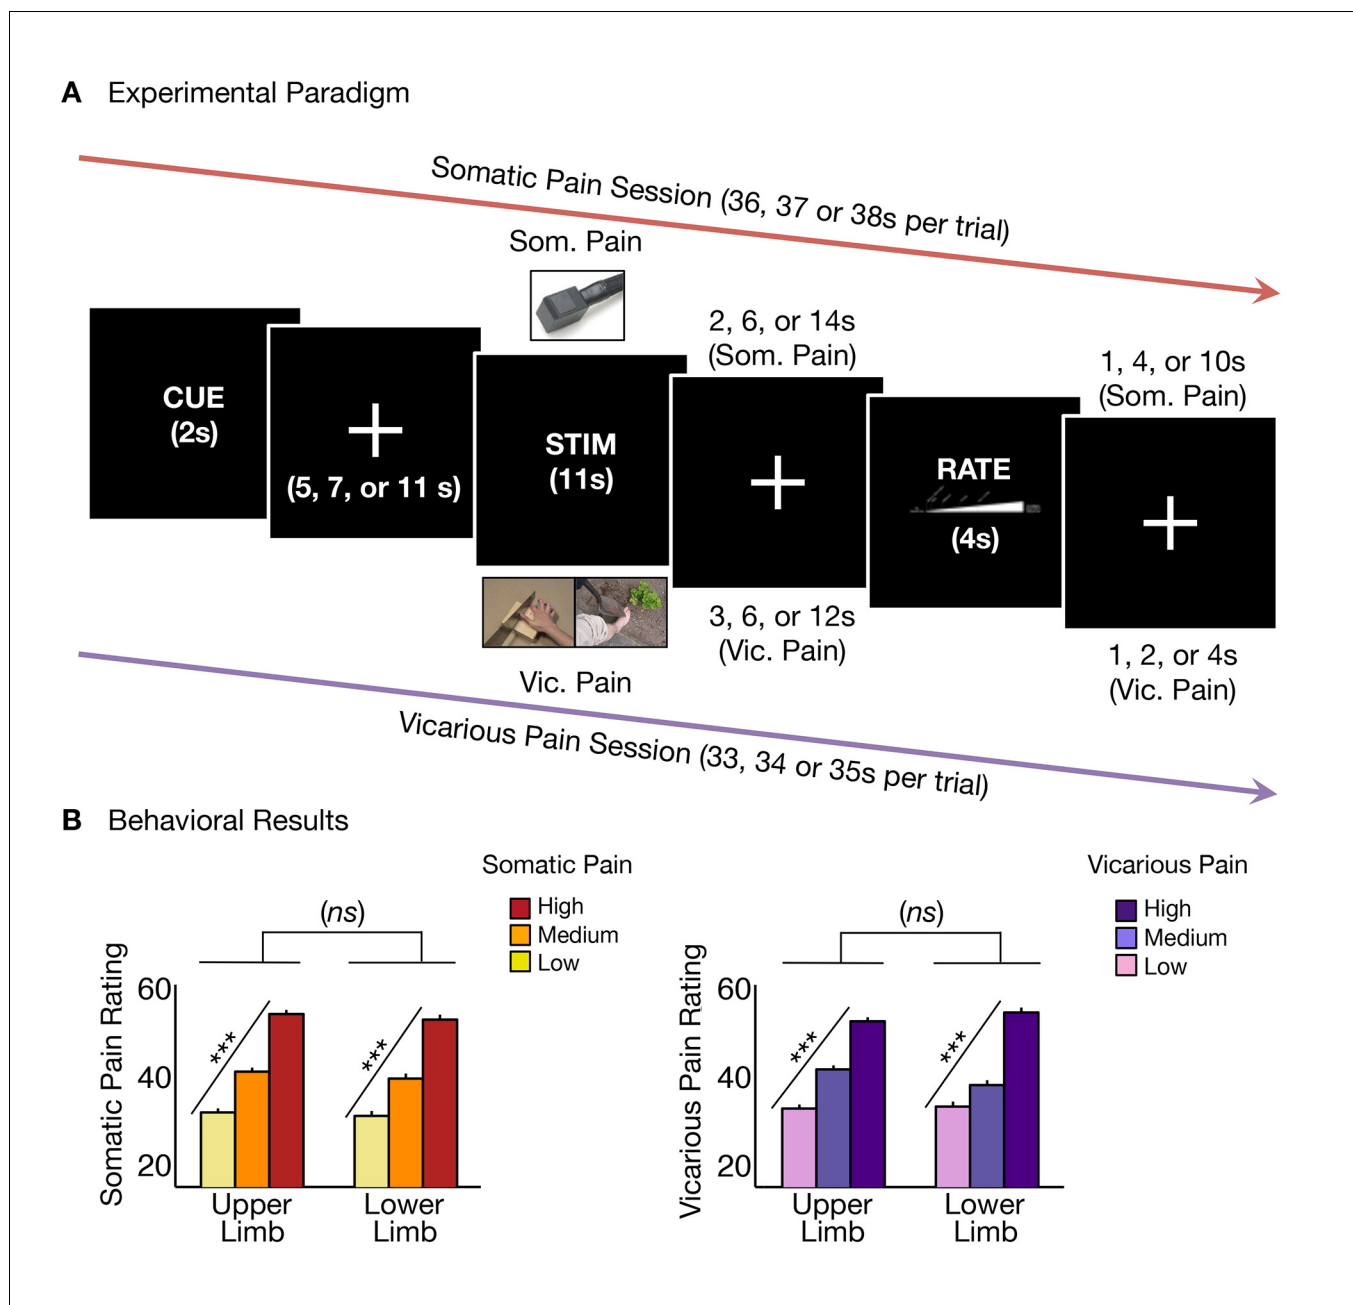 A Experimental Paradigm
Somatic Pain Session (36, 37 or 38s per trial)
Som. Pain
CUE
(2s)
(5, 7, or 11 s)
STIM
(11s)
2, 6, or 14s
(Som. Pain)
RATE
(4s)
1, 4, or 10s
(Som. Pain)
3, 6, or 12s
(Vic. Pain)
1, 2, or 4s
(Vic. Pain)
Vic. Pain
Vicarious Pain Session (33, 34 or 35s per trial)
B Behavioral Results
Somatic Pain
High
Medium
Low
(ns)
Somatic Pain Rating
60
40
20
***
***
Upper
Limb
Lower
Limb
Vicarious Pain
High
Medium
Low
(ns)
Vicarious Pain Rating
60
40
20
***
***
Upper
Limb
Lower
Limb